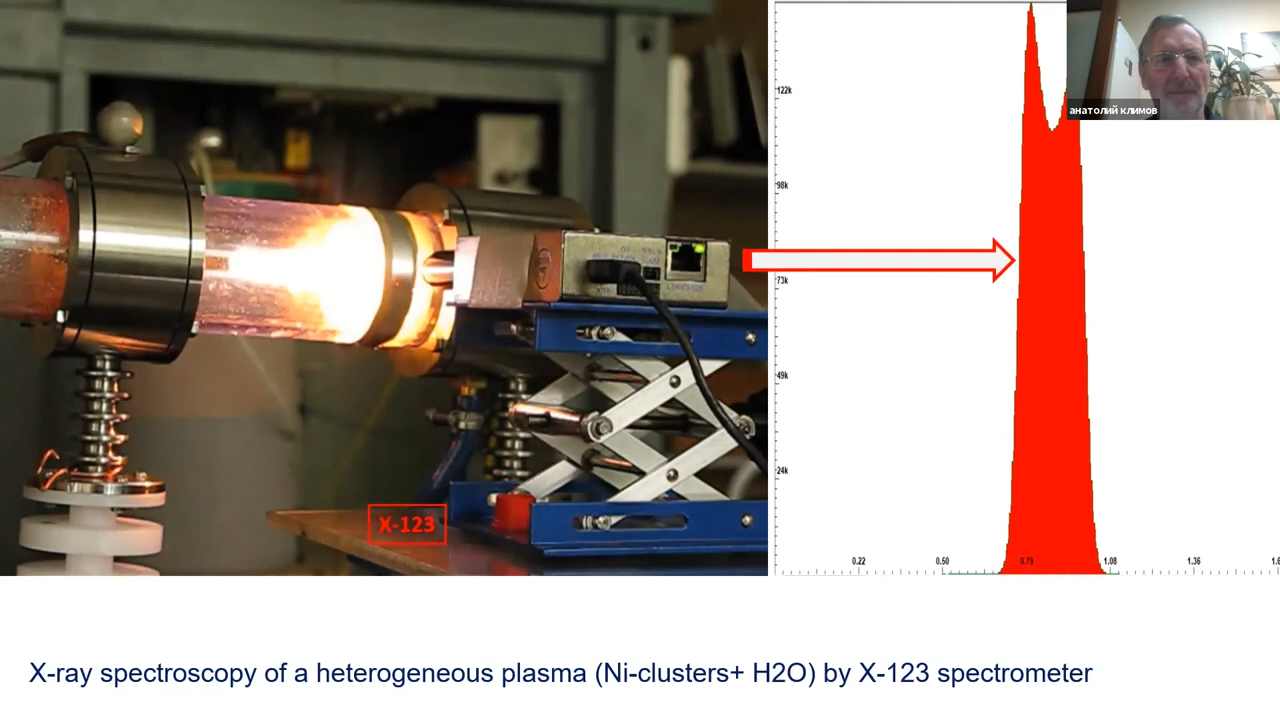 122k
анатолий климов
98k
73k
49k
24k
0.22
0.50
0.79
1.08
1.36
X-123
X-ray spectroscopy of a heterogeneous plasma (Ni-clusters+ H2O) by X-123 spectrometer